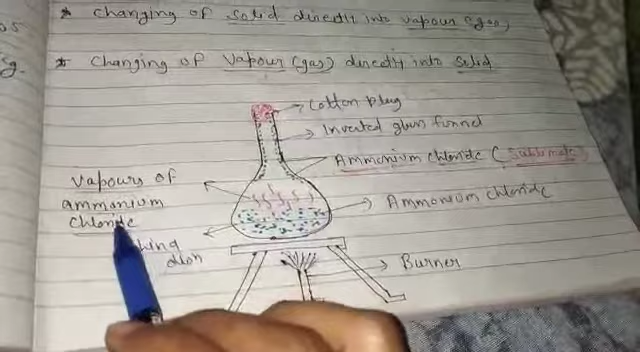 * Changing of solid directly into vapour (gas)
* Changing of Vapour (gas) directly into solid
Cotton plug
Inverted glass funnel
Ammonium chloride (Sublimate)
Vapours of
ammonium
chloride
Ammonium chloride
Burner